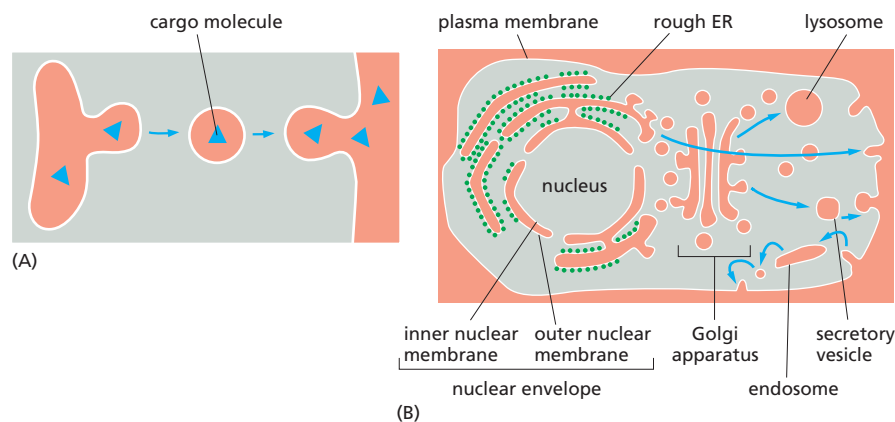 cargo molecule
(A)
plasma membrane
rough ER
lysosome
nucleus
inner nuclear
membrane
outer nuclear
membrane
nuclear envelope
Golgi
apparatus
secretory
vesicle
endosome
(B)